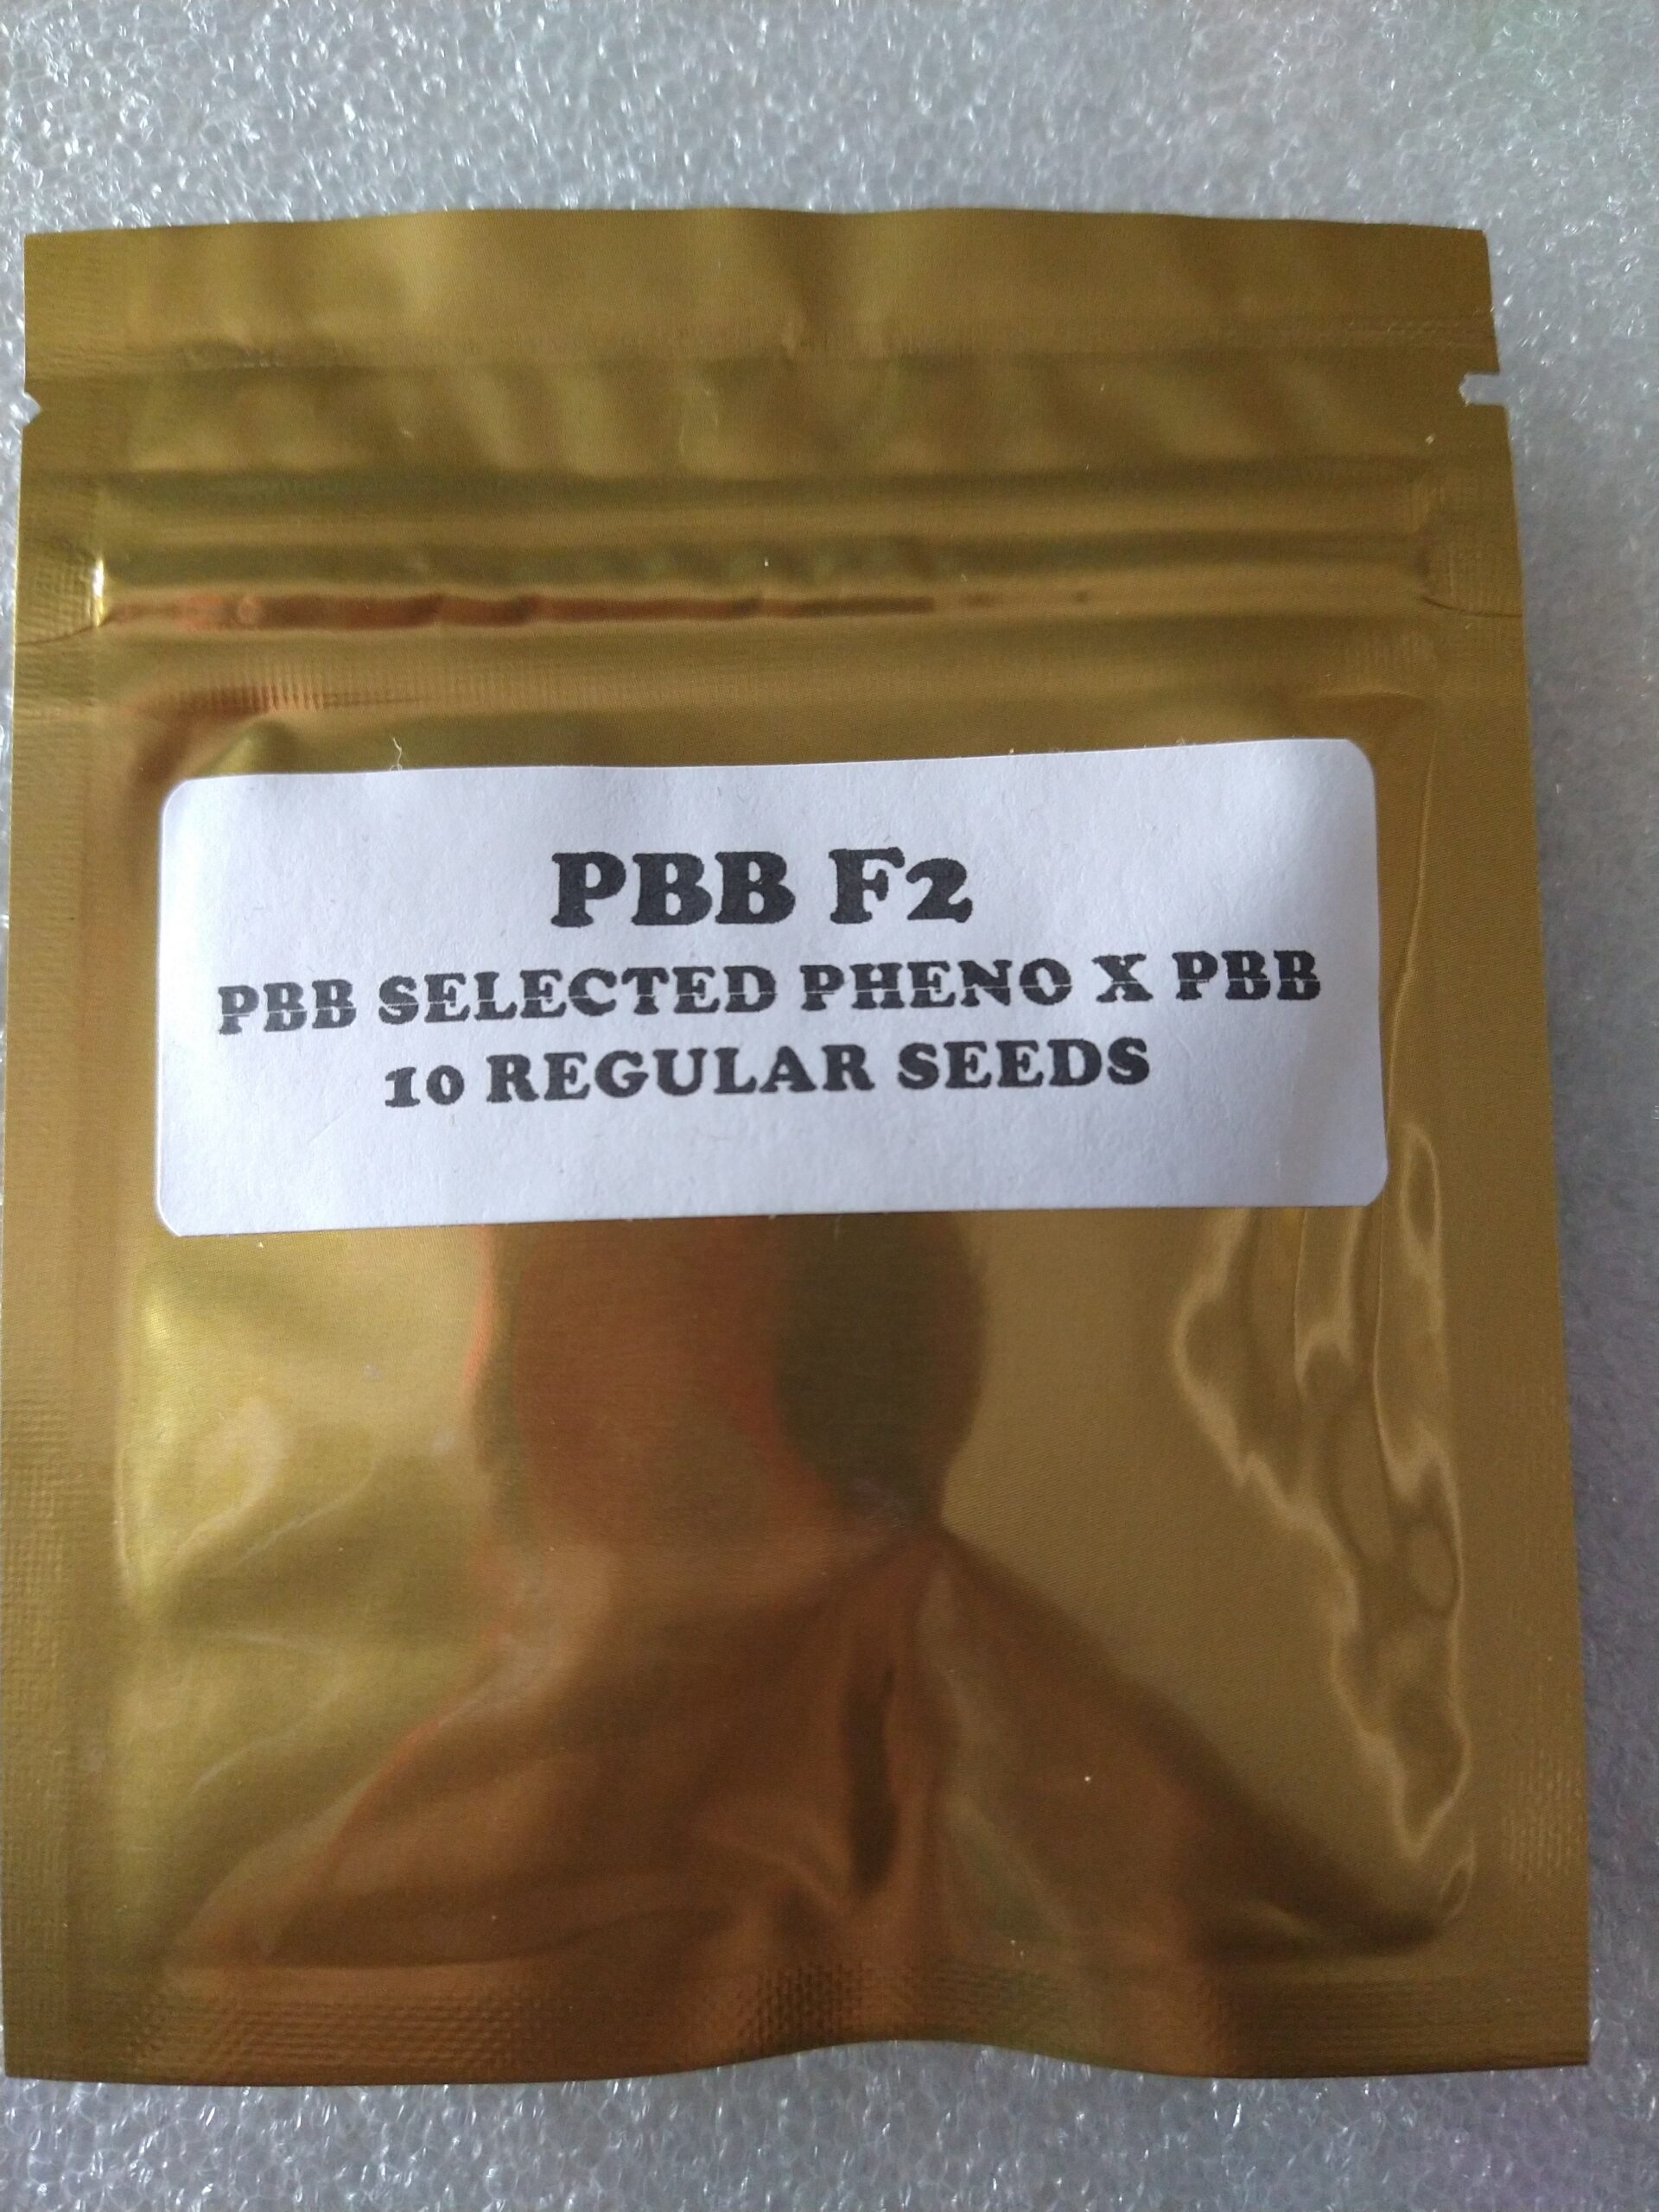 PBB F2
PBB SELECTED PHENO X PBB
10 REGULAR SEEDS